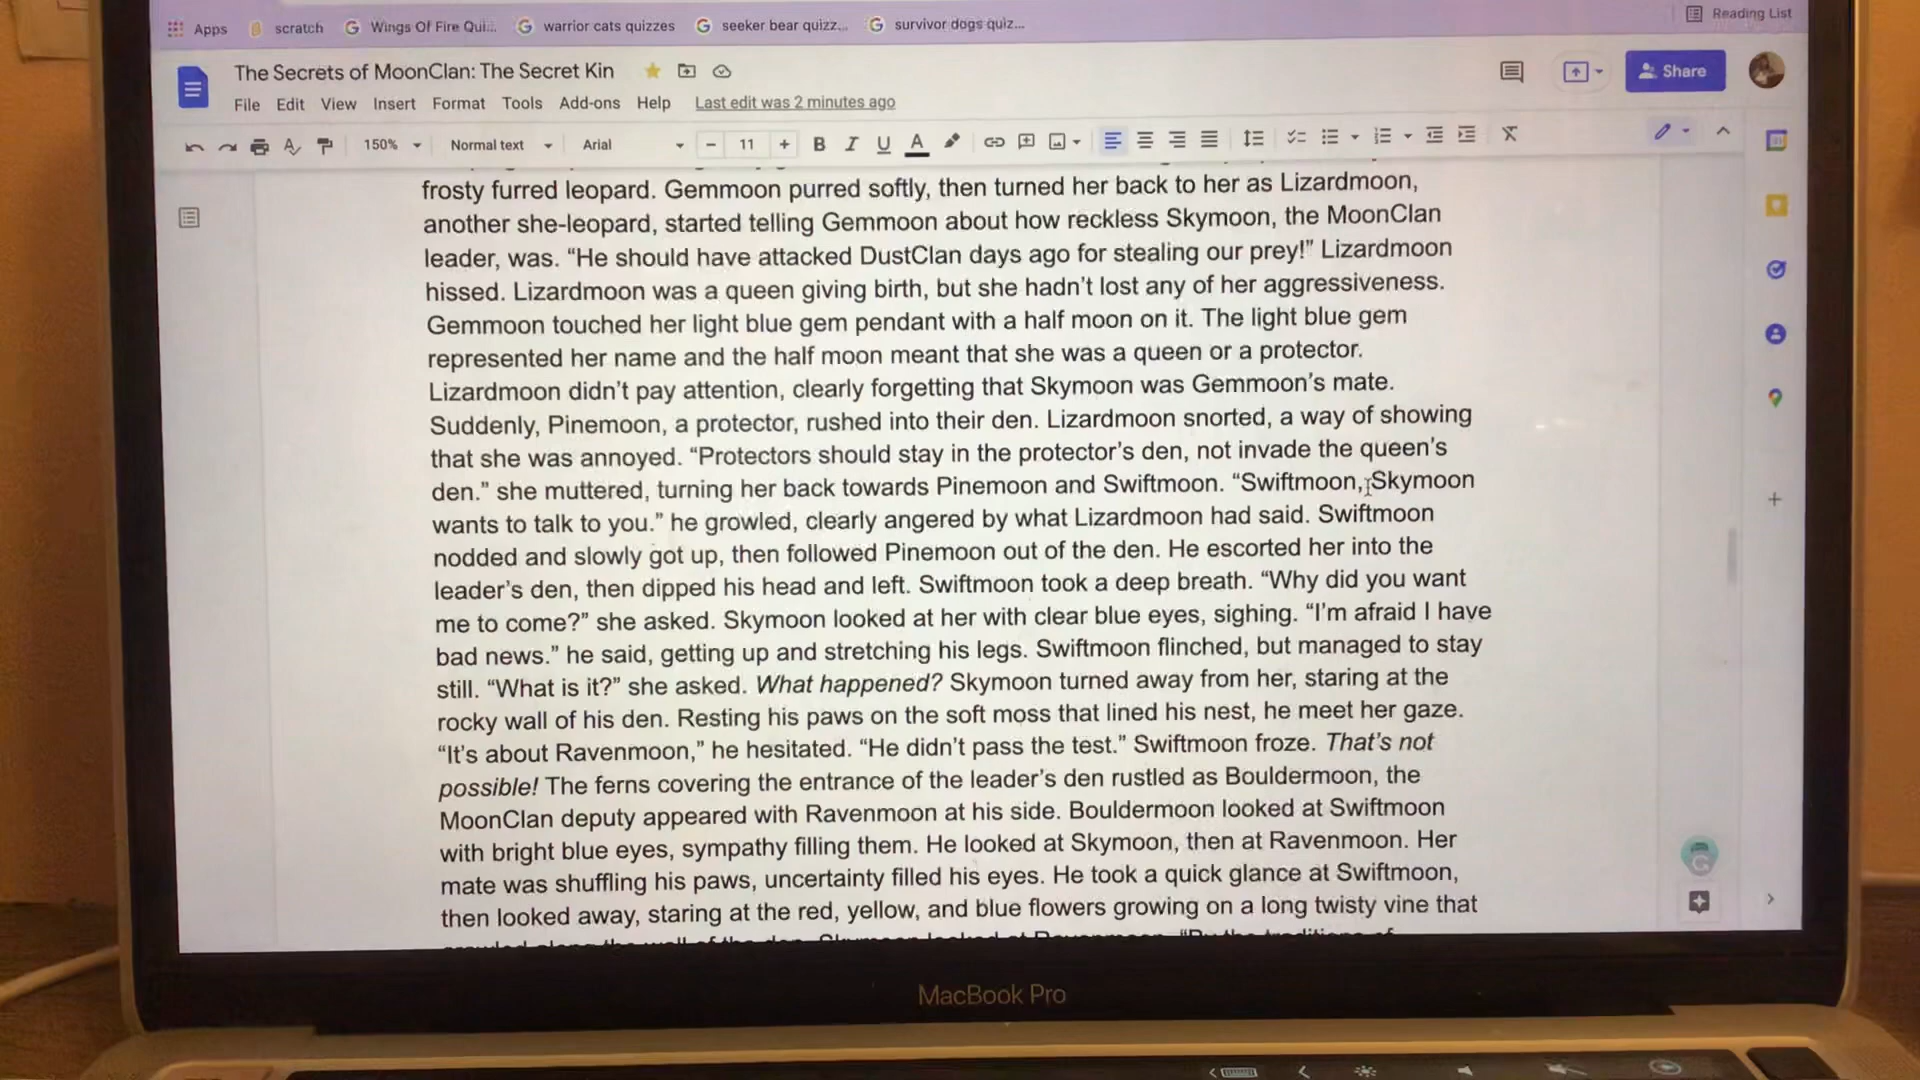 Reading List
Apps scratch Wings Of Fire Qui... warrior cats quizzes seeker bear quizz... survivor dogs quiz...
The Secrets of MoonClan: The Secret Kin
Share
File Edit View Insert Format Tools Add-ons Help Last edit was 2 minutes ago
150% Normal text Arial 11 B I U A
frosty furred leopard. Gemmoon purred softly, then turned her back to her as Lizardmoon,
another she-leopard, started telling Gemmoon about how reckless Skymoon, the MoonClan
leader, was. “He should have attacked DustClan days ago for stealing our prey!” Lizardmoon
hissed. Lizardmoon was a queen giving birth, but she hadn’t lost any of her aggressiveness.
Gemmoon touched her light blue gem pendant with a half moon on it. The light blue gem
represented her name and the half moon meant that she was a queen or a protector.
Lizardmoon didn’t pay attention, clearly forgetting that Skymoon was Gemmoon’s mate.
Suddenly, Pinemoon, a protector, rushed into their den. Lizardmoon snorted, a way of showing
that she was annoyed. “Protectors should stay in the protector’s den, not invade the queen’s
den.” she muttered, turning her back towards Pinemoon and Swiftmoon. “Swiftmoon, Skymoon
wants to talk to you.” he growled, clearly angered by what Lizardmoon had said. Swiftmoon
nodded and slowly got up, then followed Pinemoon out of the den. He escorted her into the
leader’s den, then dipped his head and left. Swiftmoon took a deep breath. “Why did you want
me to come?” she asked. Skymoon looked at her with clear blue eyes, sighing. “I’m afraid I have
bad news.” he said, getting up and stretching his legs. Swiftmoon flinched, but managed to stay
still. “What is it?” she asked. What happened? Skymoon turned away from her, staring at the
rocky wall of his den. Resting his paws on the soft moss that lined his nest, he meet her gaze.
“It’s about Ravenmoon,” he hesitated. “He didn’t pass the test.” Swiftmoon froze. That’s not
possible! The ferns covering the entrance of the leader’s den rustled as Bouldermoon, the
MoonClan deputy appeared with Ravenmoon at his side. Bouldermoon looked at Swiftmoon
with bright blue eyes, sympathy filling them. He looked at Skymoon, then at Ravenmoon. Her
mate was shuffling his paws, uncertainty filled his eyes. He took a quick glance at Swiftmoon,
then looked away, staring at the red, yellow, and blue flowers growing on a long twisty vine that
along the wall of the den. Skymoon looked at Ravenmoon. “By the traditions of
MacBook Pro